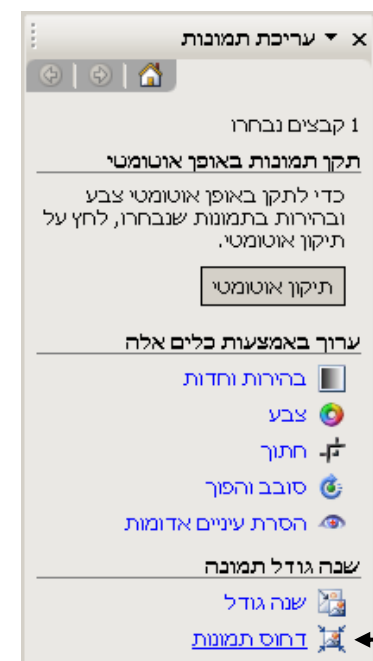 עריכת תמונות
1 קבצים נבחרו
תקן תמונות באופן אוטומטי
כדי לתקן באופן אוטומטי צבע
ובהירות בתמונות שנבחרו, לחץ על
תיקון אוטומטי.
תיקון אוטומטי
ערוך באמצעות כלים אלה
בהירות וחדות
צבע
חתוך
סובב והפוך
הסרת עיניים אדומות
שנה גודל תמונה
שנה גודל
דחוס תמונות